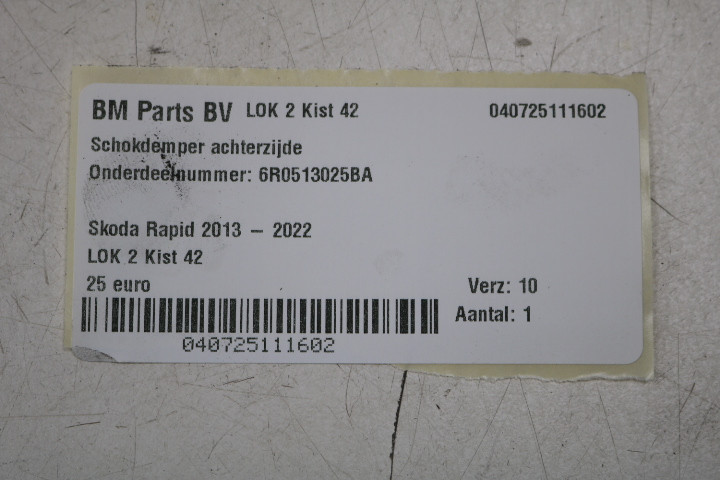 BM Parts BV LOK 2 Kist 42 040725111602
Schokdemper achterzijde
Onderdeelnummer: 6R0513025BA
Skoda Rapid 2013 – 2022
LOK 2 Kist 42
25 euro Verz: 10
Aantal: 1
040725111602